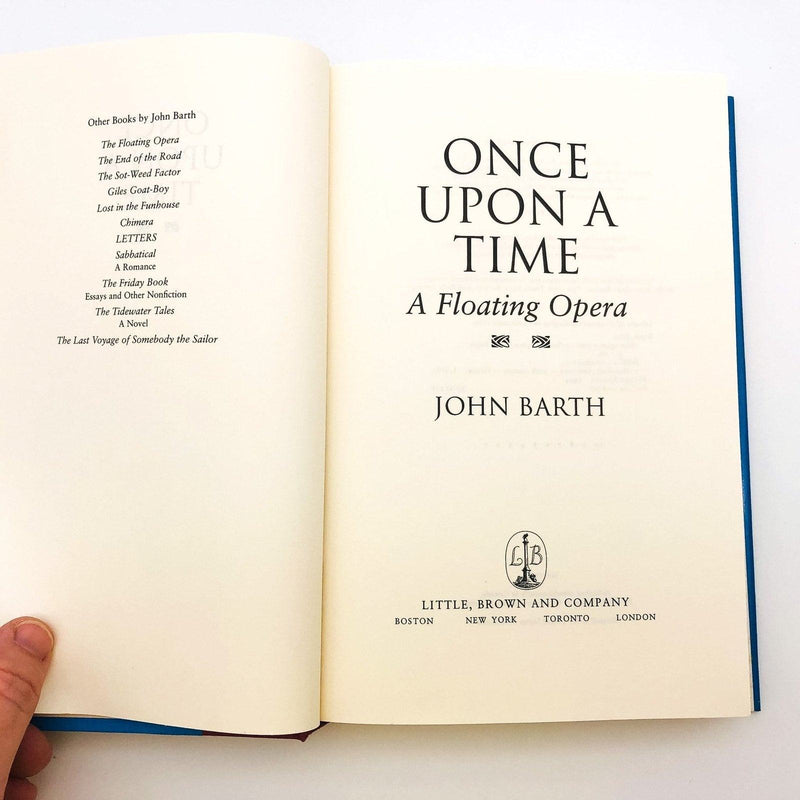 Other Books by John Barth
The Floating Opera
The End of the Road
The Sot-Weed Factor
Giles Goat-Boy
Lost in the Funhouse
Chimera
LETTERS
Sabbatical
A Romance
The Friday Book
Essays and Other Nonfiction
The Tidewater Tales
A Novel
The Last Voyage of Somebody the Sailor
ONCE
UPON A
TIME
A Floating Opera
JOHN BARTH
L B
LITTLE, BROWN AND COMPANY
BOSTON NEW YORK TORONTO LONDON